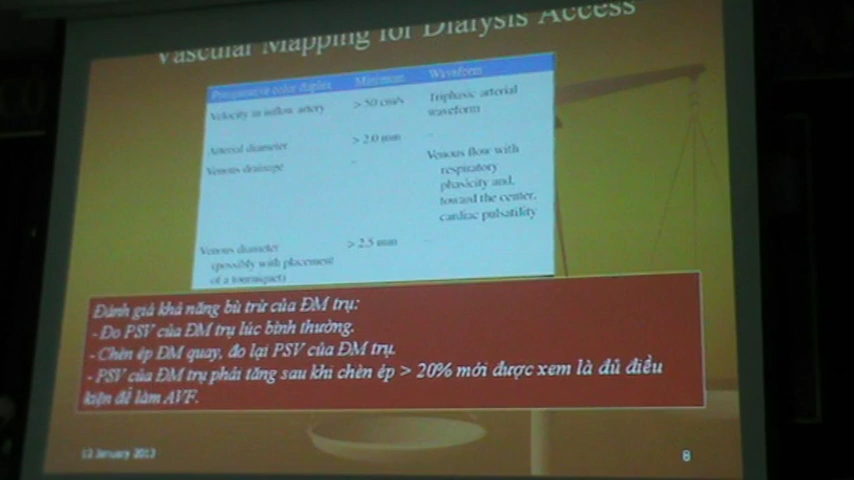 Vascular Mapping for Dialysis Access
Preoperative color duplex Minimum Waveform
Velocity in inflow artery > 50 cm/s Triphasic arterial
waveform
Arterial diameter > 2.0 mm –
Venous drainage – Venous flow with
respiratory
phasicity and,
toward the center,
cardiac pulsatility
Venous diameter > 2.5 mm –
(possibly with placement
of a tourniquet)
Đánh giá khả năng bù trừ của ĐM trụ:
- Đo PSV của ĐM trụ lúc bình thường.
- Chèn ép ĐM quay, đo lại PSV của ĐM trụ.
- PSV của ĐM trụ phải tăng sau khi chèn ép > 20% mới được xem là đủ điều
kiện để làm AVF.
12 January 2013
8